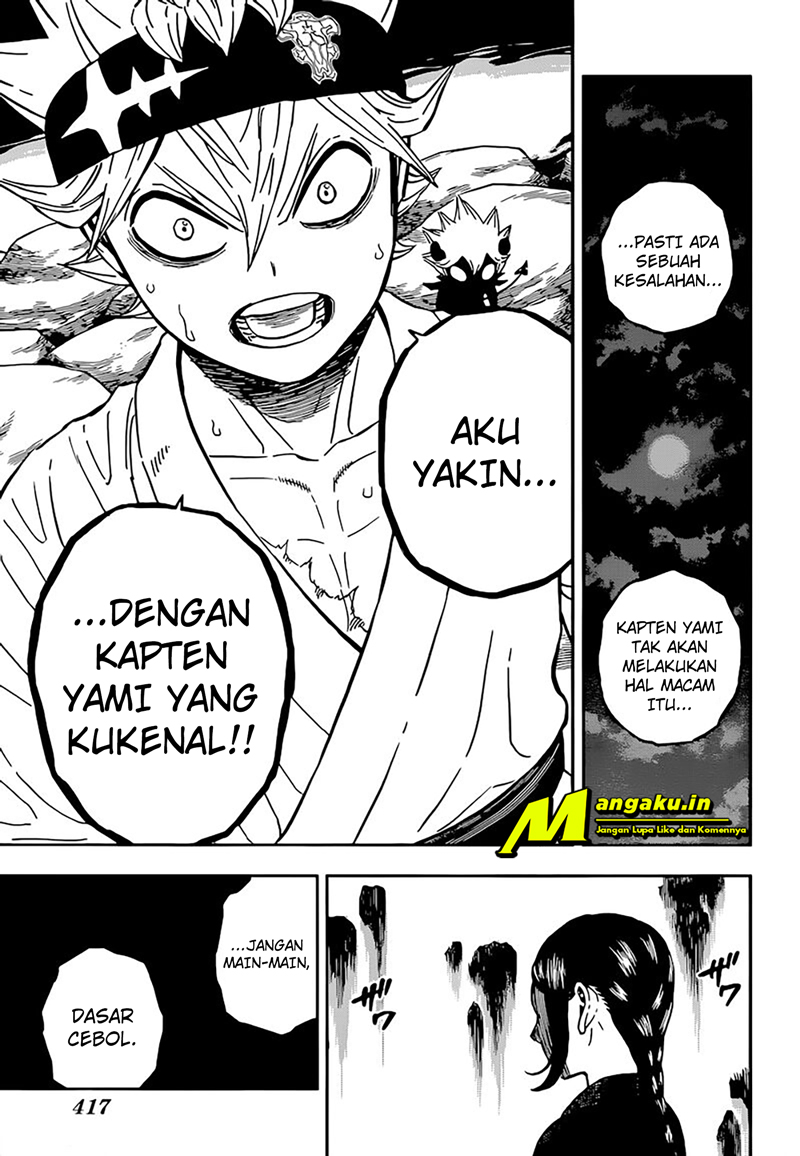 ...PASTI ADA
SEBUAH
KESALAHAN...
KAPTEN YAMI
TAK AKAN
MELAKUKAN
HAL MACAM
ITU...
AKU
YAKIN...
...DENGAN
KAPTEN
YAMI YANG
KUKENAL!!
Mangaku.in
Jangan Lupa Like dan Komennya
ザワ
ザワ
...JANGAN
MAIN-MAIN,
DASAR
CEBOL.
417